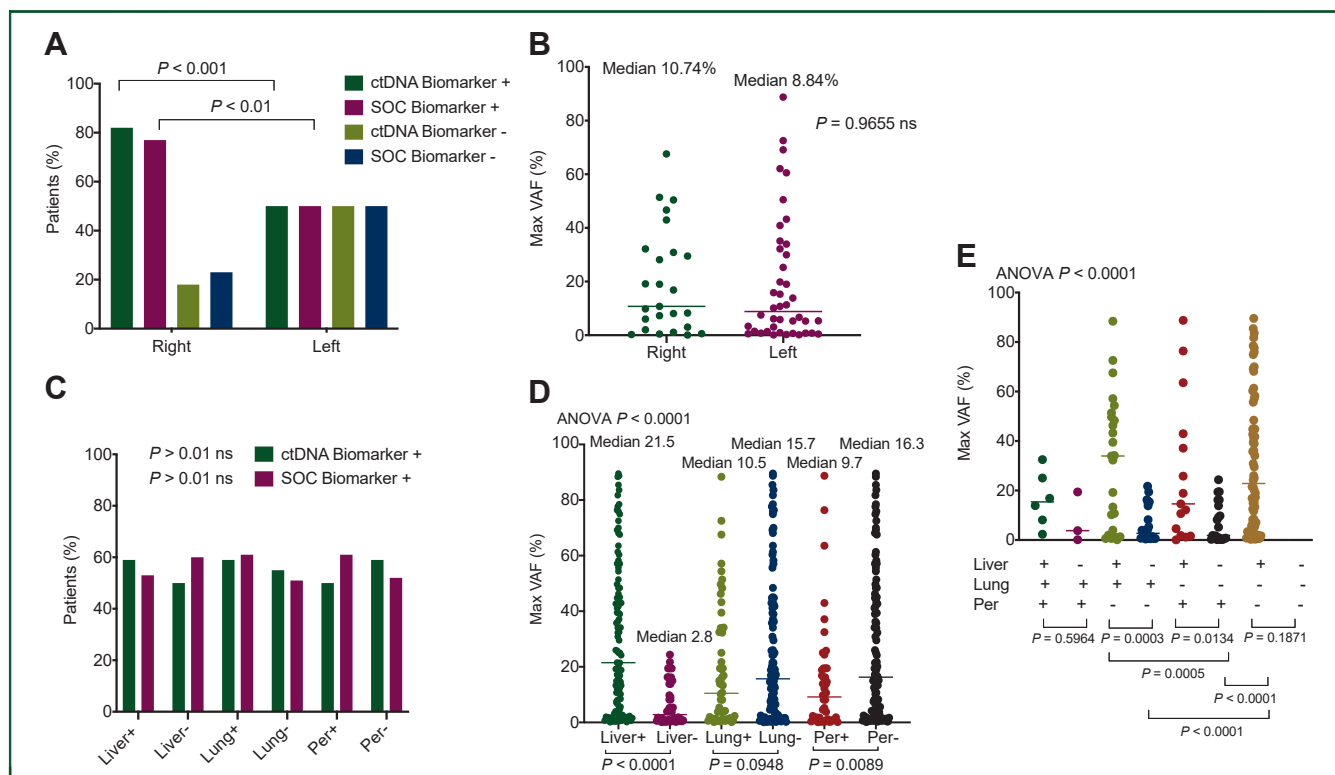 A
P < 0.001
P < 0.01
ctDNA Biomarker +
SOC Biomarker +
ctDNA Biomarker -
SOC Biomarker -
Patients (%)
100
80
60
40
20
0
Right Left
B
Median 10.74% Median 8.84%
P = 0.9655 ns
Max VAF (%)
100
80
60
40
20
0
Right Left
C
P > 0.01 ns
P > 0.01 ns
ctDNA Biomarker +
SOC Biomarker +
Patients (%)
100
80
60
40
20
0
Liver+ Liver- Lung+ Lung- Per+ Per-
D
ANOVA P < 0.0001
Median 21.5
Median 2.8
Median 10.5
Median 15.7
Median 9.7
Median 16.3
Max VAF (%)
100
80
60
40
20
0
Liver+ Liver- Lung+ Lung- Per+ Per-
P < 0.0001 P = 0.0948 P = 0.0089
E
ANOVA P < 0.0001
Max VAF (%)
100
80
60
40
20
0
Liver + - + - + - + -
Lung + + + + - - - -
Per + + - - + + - -
P = 0.5964 P = 0.0003 P = 0.0134 P = 0.1871
P = 0.0005
P < 0.0001
P < 0.0001